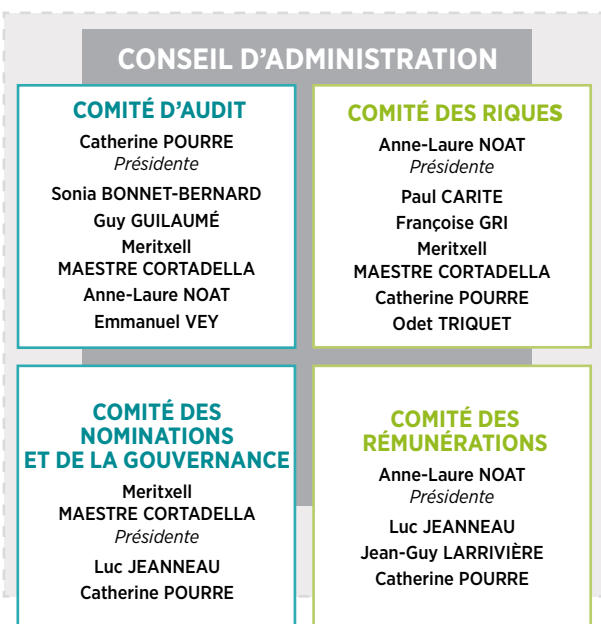 CONSEIL D'ADMINISTRATION
COMITÉ D'AUDIT
Catherine POURRE
Présidente
Sonia BONNET-BERNARD
Guy GUILAUMÉ
Meritxell
MAESTRE CORTADELLA
Anne-Laure NOAT
Emmanuel VEY
COMITÉ DES RIQUES
Anne-Laure NOAT
Présidente
Paul CARITE
Françoise GRI
Meritxell
MAESTRE CORTADELLA
Catherine POURRE
Odet TRIQUET
COMITÉ DES
NOMINATIONS
ET DE LA GOUVERNANCE
Meritxell
MAESTRE CORTADELLA
Présidente
Luc JEANNEAU
Catherine POURRE
COMITÉ DES
RÉMUNÉRATIONS
Anne-Laure NOAT
Présidente
Luc JEANNEAU
Jean-Guy LARRIVIÈRE
Catherine POURRE